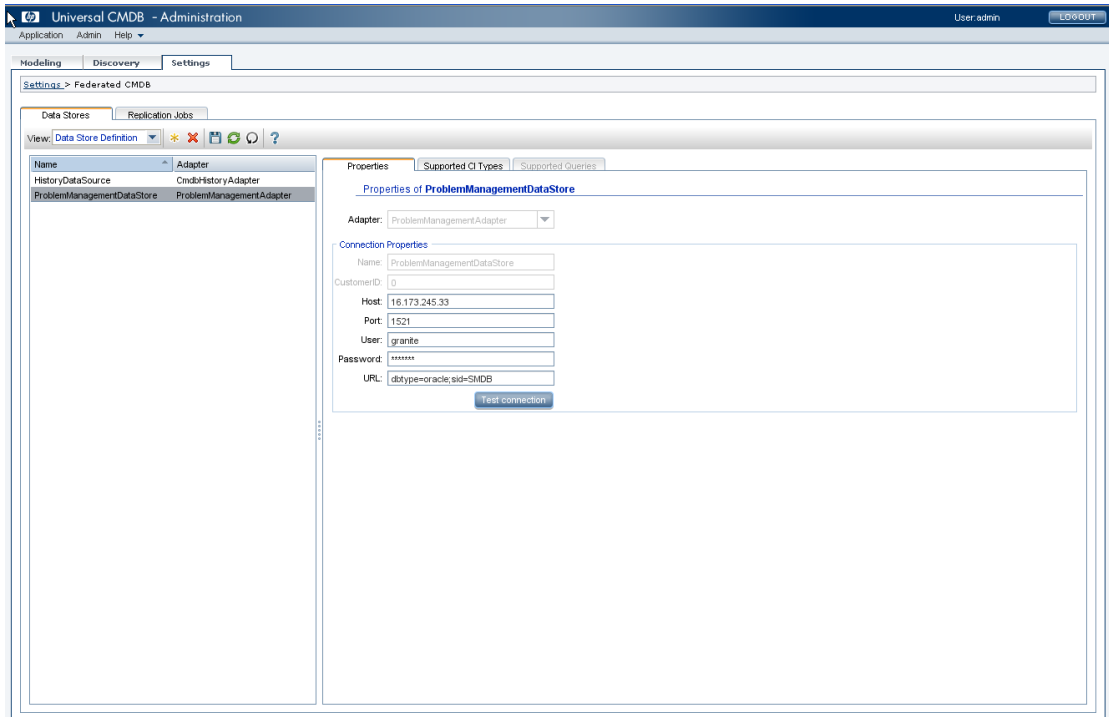 hp Universal CMDB - Administration User:admin LOGOUT
Application Admin Help
Modeling Discovery Settings
Settings > Federated CMDB
Data Stores Replication Jobs
View: Data Store Definition ?
Name Adapter
HistoryDataSource CmdbHistoryAdapter
ProblemManagementDataStore ProblemManagementAdapter
Properties Supported CI Types Supported Queries
Properties of ProblemManagementDataStore
Adapter: ProblemManagementAdapter
Connection Properties
Name: ProblemManagementDataStore
CustomerID: 0
Host: 16.173.245.33
Port: 1521
User: granite
Password: *******
URL: dbtype=oracle;sid=SMDB
Test connection